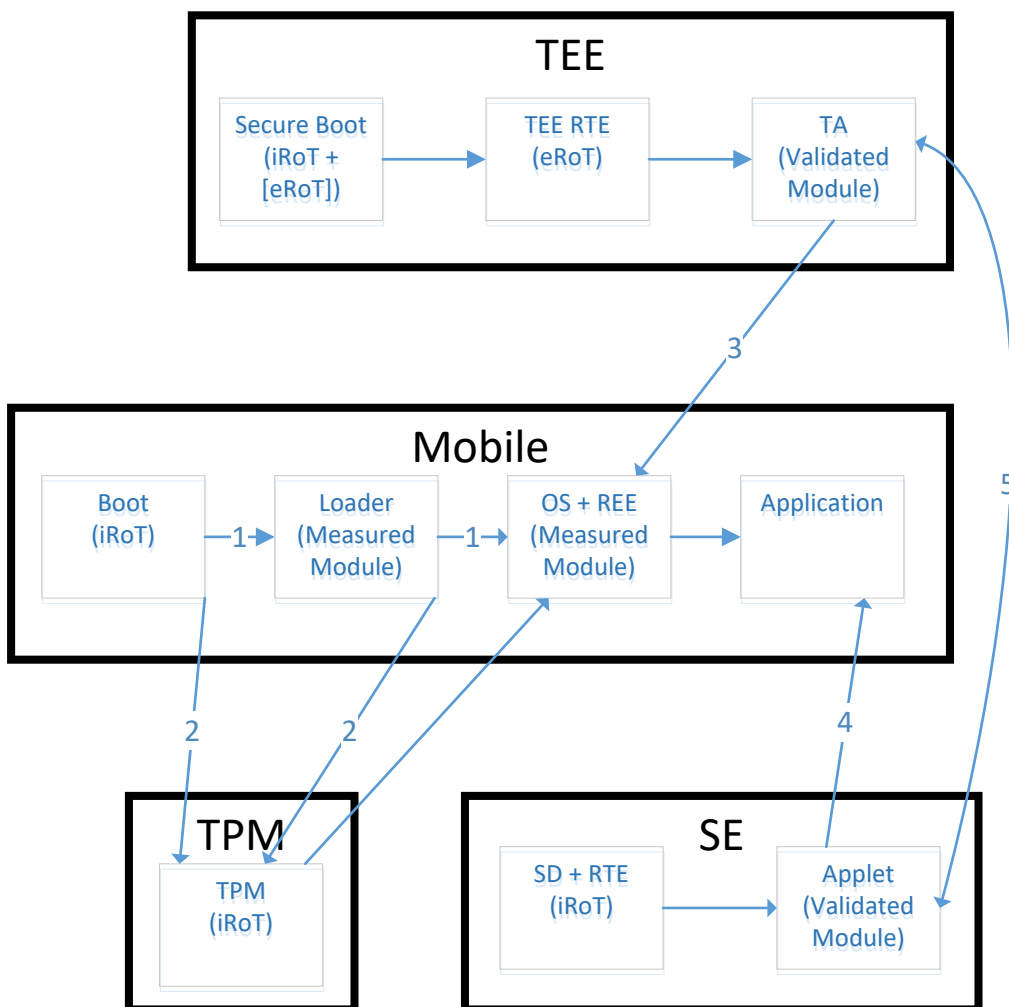 TEE
Secure Boot
(iRoT +
[eRoT])
TEE RTE
(eRoT)
TA
(Validated
Module)
3
5
Mobile
Boot
(iRoT)
1
Loader
(Measured
Module)
1
OS + REE
(Measured
Module)
Application
2
2
4
TPM
TPM
(iRoT)
SE
SD + RTE
(iRoT)
Applet
(Validated
Module)